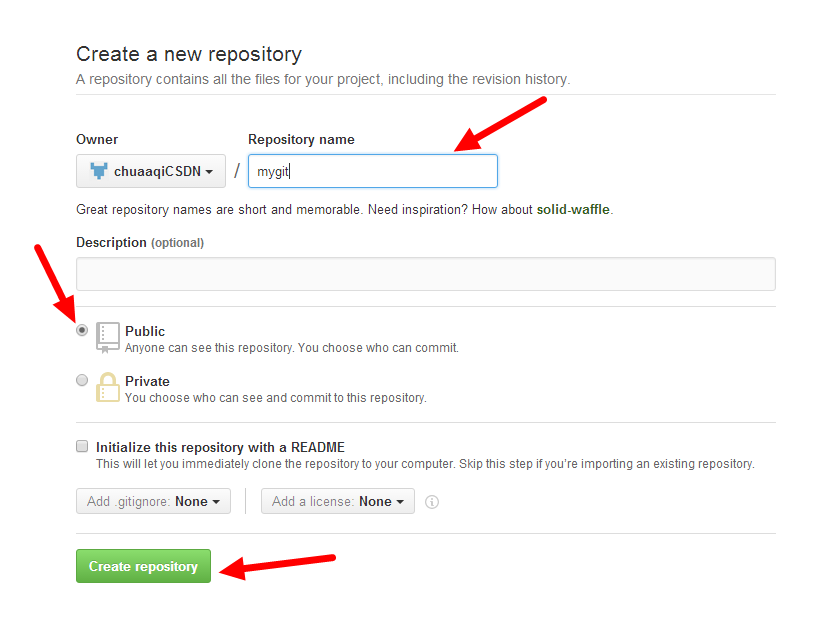 Create a new repository
A repository contains all the files for your project, including the revision history.
Owner
Repository name
chuaaqiCSDN
/
mygit
Great repository names are short and memorable. Need inspiration? How about solid-waffle.
Description (optional)
Public
Anyone can see this repository. You choose who can commit.
Private
You choose who can see and commit to this repository.
Initialize this repository with a README
This will let you immediately clone the repository to your computer. Skip this step if you're importing an existing repository.
Add .gitignore: None
Add a license: None
Create repository